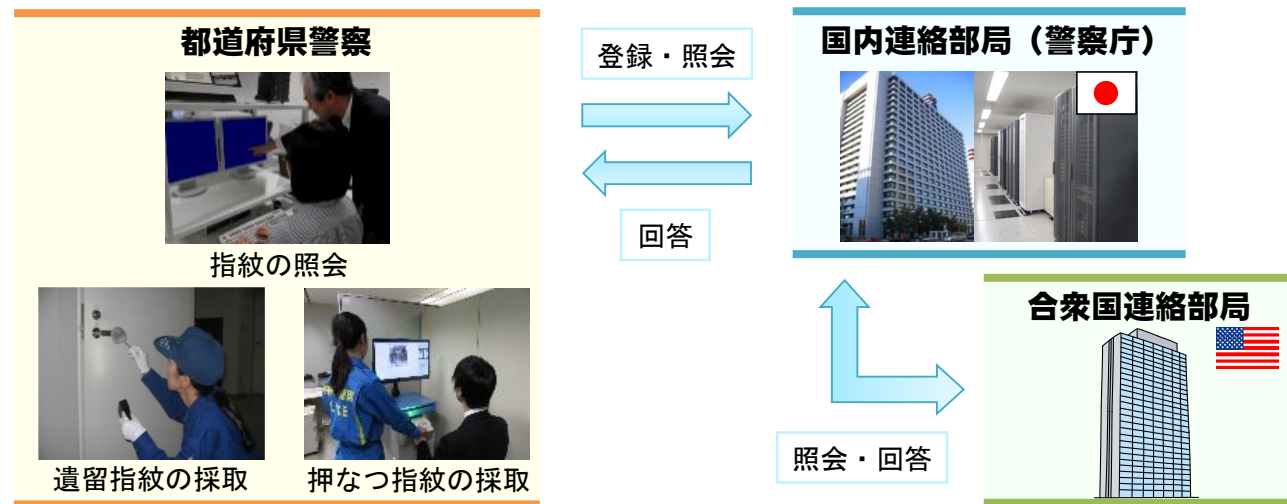 都道府県警察
指紋の照会
遺留指紋の採取
押なつ指紋の採取
登録・照会
回答
国内連絡部局（警察庁）
合衆国連絡部局
照会・回答